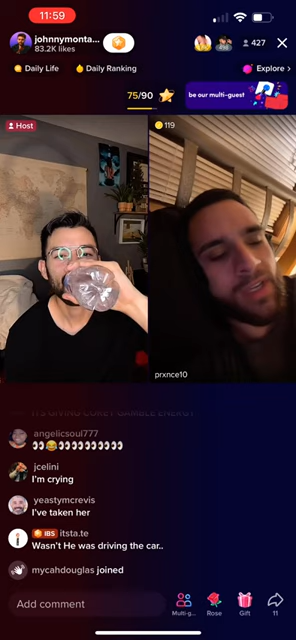 11:59
johnnymonta...
83.2K likes
427
Daily Life
Daily Ranking
Explore >
75/90
be our multi-guest
Host
119
prxnce10
ITS GIVING COREY GAMBLE ENERGY
angelicsoul777
👀👀😂👀👀👀👀👀👀👀👀👀👀
jcelini
I'm crying
yeastymcrevis
I've taken her
IBS itsta.te
Wasn't He was driving the car..
mycahdouglas joined
Add comment
Multi-g...
Rose
Gift
11